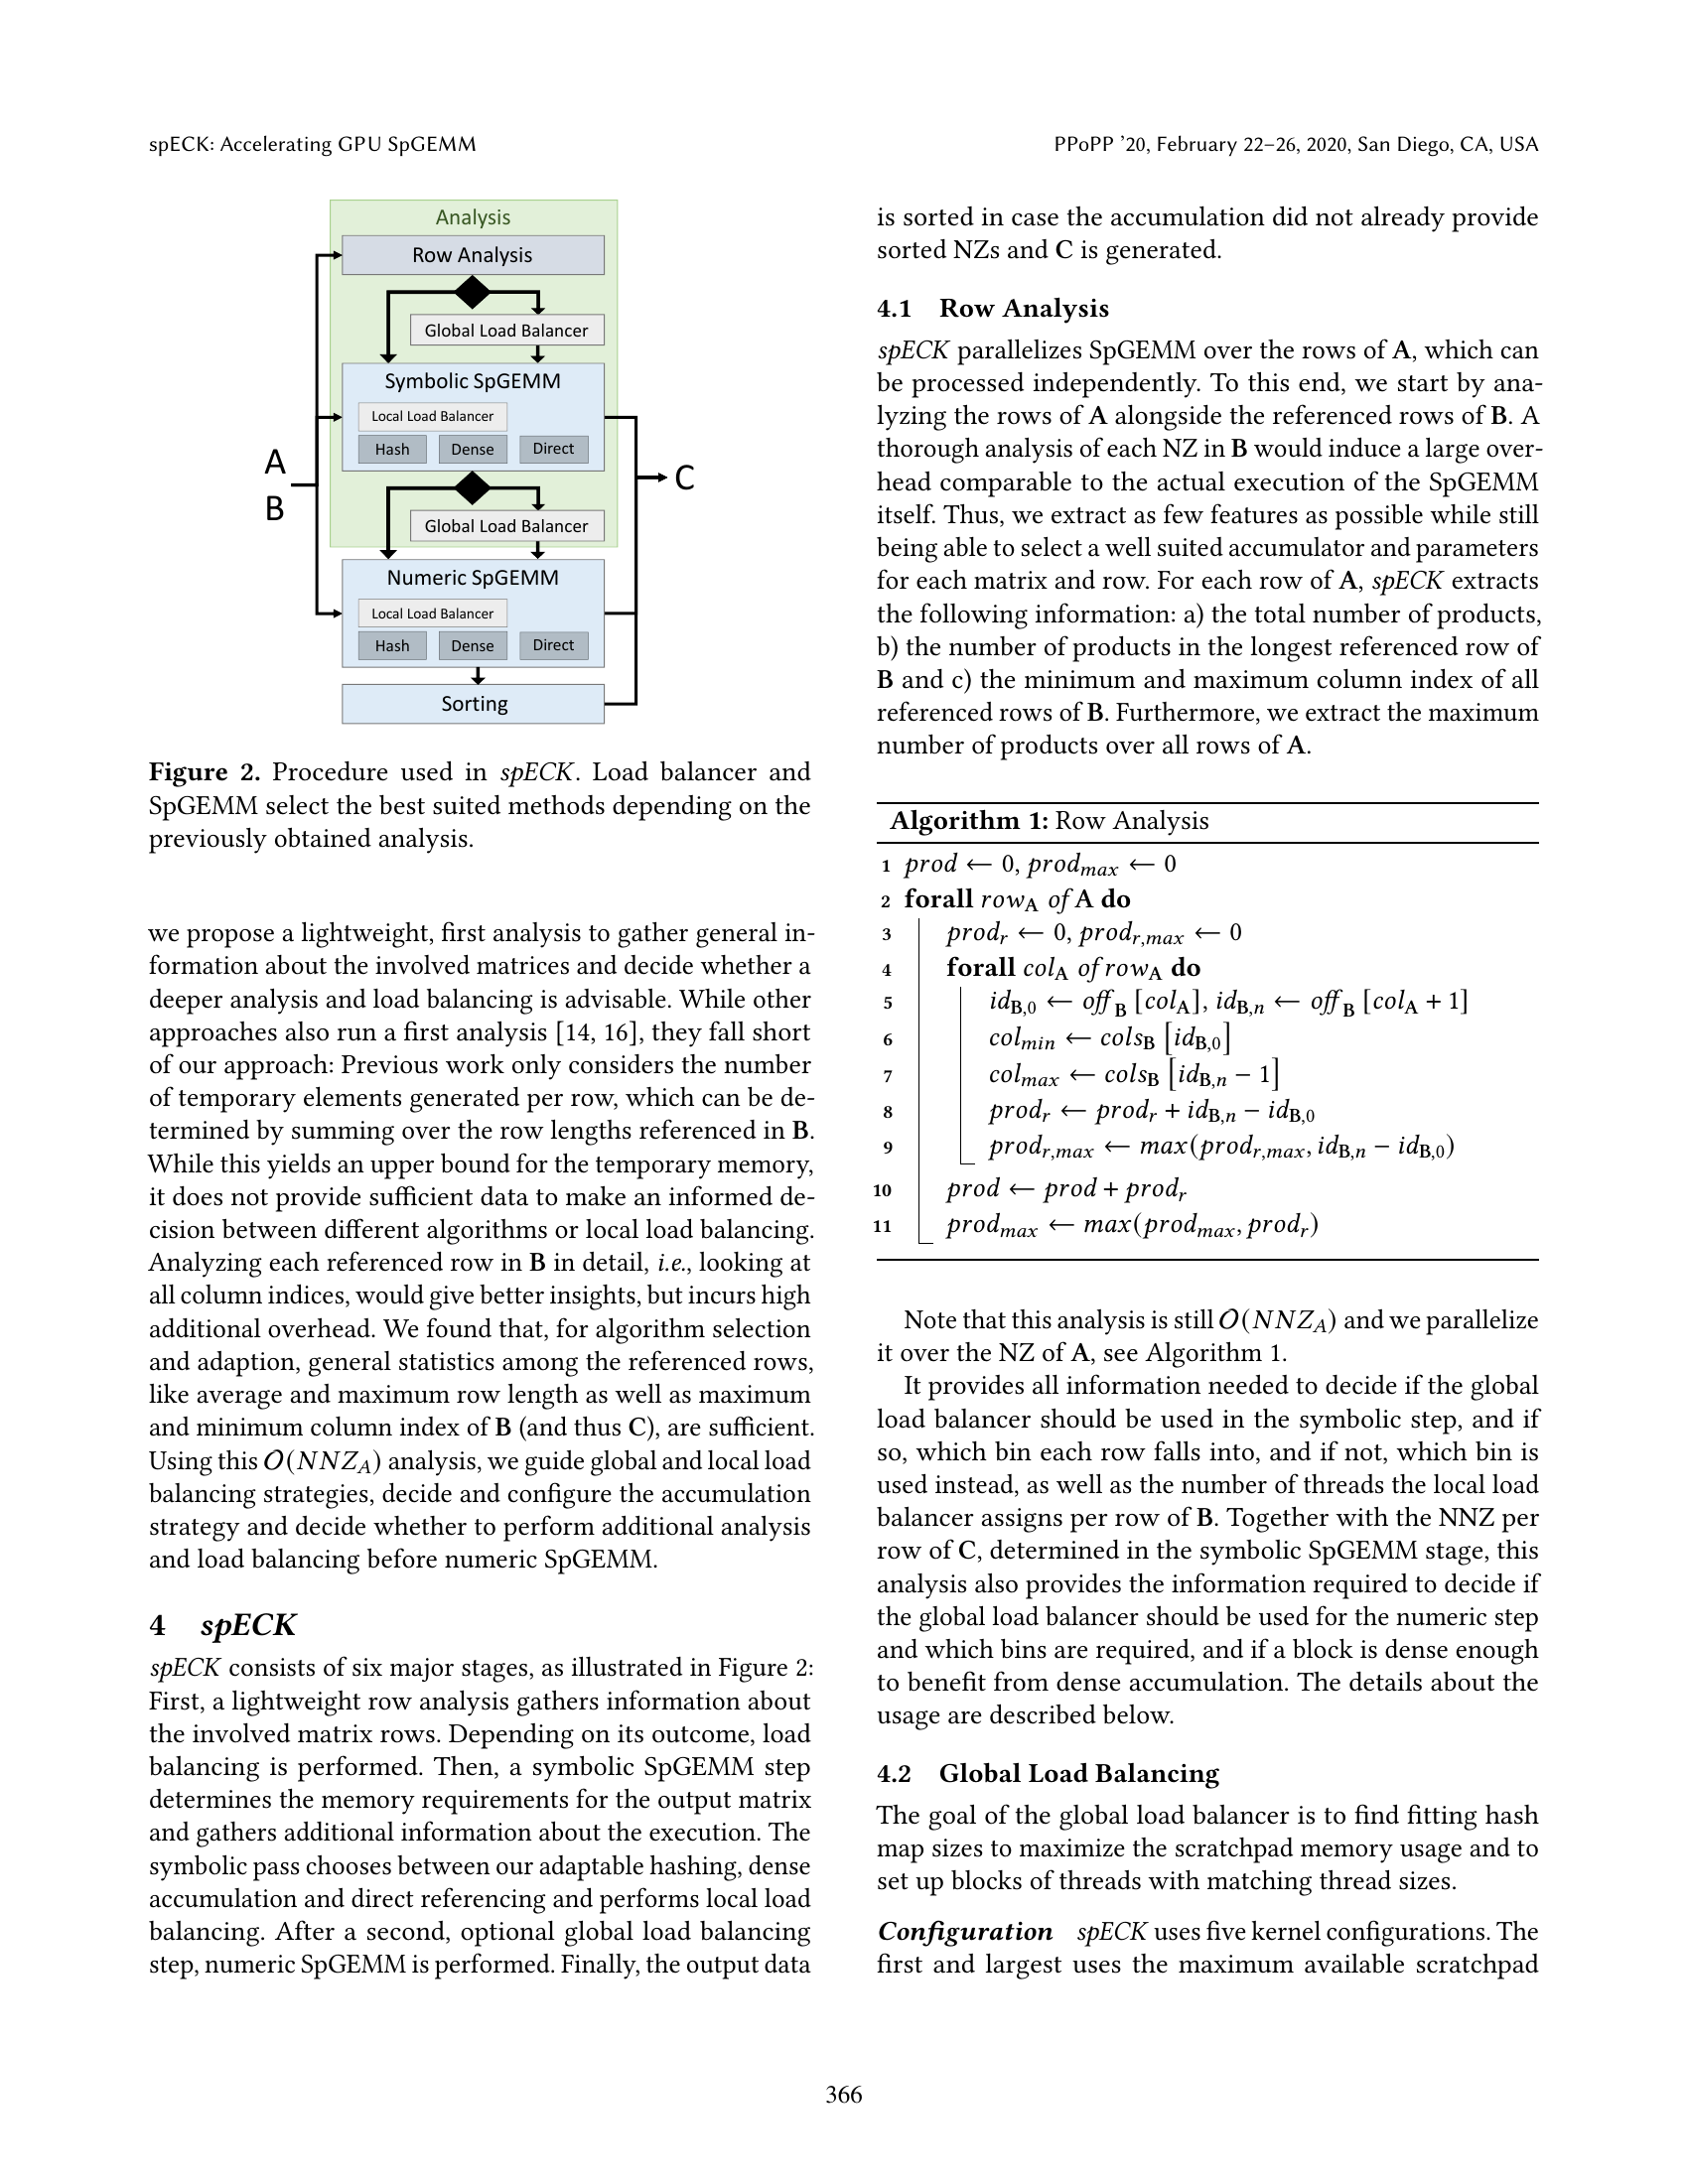 spECK: Accelerating GPU SpGEMM
PPoPP ’20, February 22–26, 2020, San Diego, CA, USA
Analysis
Row Analysis
Global Load Balancer
Symbolic SpGEMM
Local Load Balancer
Hash
Dense
Direct
A
B
C
Global Load Balancer
Numeric SpGEMM
Local Load Balancer
Hash
Dense
Direct
Sorting
Figure 2. Procedure used in spECK. Load balancer and
SpGEMM select the best suited methods depending on the
previously obtained analysis.
we propose a lightweight, first analysis to gather general in-
formation about the involved matrices and decide whether a
deeper analysis and load balancing is advisable. While other
approaches also run a first analysis [14, 16], they fall short
of our approach: Previous work only considers the number
of temporary elements generated per row, which can be de-
termined by summing over the row lengths referenced in B.
While this yields an upper bound for the temporary memory,
it does not provide sufficient data to make an informed de-
cision between different algorithms or local load balancing.
Analyzing each referenced row in B in detail, i.e., looking at
all column indices, would give better insights, but incurs high
additional overhead. We found that, for algorithm selection
and adaption, general statistics among the referenced rows,
like average and maximum row length as well as maximum
and minimum column index of B (and thus C), are sufficient.
Using this O(NNZ_A) analysis, we guide global and local load
balancing strategies, decide and configure the accumulation
strategy and decide whether to perform additional analysis
and load balancing before numeric SpGEMM.
4 spECK
spECK consists of six major stages, as illustrated in Figure 2:
First, a lightweight row analysis gathers information about
the involved matrix rows. Depending on its outcome, load
balancing is performed. Then, a symbolic SpGEMM step
determines the memory requirements for the output matrix
and gathers additional information about the execution. The
symbolic pass chooses between our adaptable hashing, dense
accumulation and direct referencing and performs local load
balancing. After a second, optional global load balancing
step, numeric SpGEMM is performed. Finally, the output data
is sorted in case the accumulation did not already provide
sorted NZs and C is generated.
4.1 Row Analysis
spECK parallelizes SpGEMM over the rows of A, which can
be processed independently. To this end, we start by ana-
lyzing the rows of A alongside the referenced rows of B. A
thorough analysis of each NZ in B would induce a large over-
head comparable to the actual execution of the SpGEMM
itself. Thus, we extract as few features as possible while still
being able to select a well suited accumulator and parameters
for each matrix and row. For each row of A, spECK extracts
the following information: a) the total number of products,
b) the number of products in the longest referenced row of
B and c) the minimum and maximum column index of all
referenced rows of B. Furthermore, we extract the maximum
number of products over all rows of A.
Algorithm 1: Row Analysis
1 prod ← 0, prod_max ← 0
2 forall row_A of A do
3 prod_r ← 0, prod_r,max ← 0
4 forall col_A of row_A do
5 id_B,0 ← off_B [col_A], id_B,n ← off_B [col_A + 1]
6 col_min ← cols_B [id_B,0]
7 col_max ← cols_B [id_B,n − 1]
8 prod_r ← prod_r + id_B,n − id_B,0
9 prod_r,max ← max(prod_r,max, id_B,n − id_B,0)
10 prod ← prod + prod_r
11 prod_max ← max(prod_max, prod_r)
Note that this analysis is still O(NNZ_A) and we parallelize
it over the NZ of A, see Algorithm 1.
It provides all information needed to decide if the global
load balancer should be used in the symbolic step, and if
so, which bin each row falls into, and if not, which bin is
used instead, as well as the number of threads the local load
balancer assigns per row of B. Together with the NNZ per
row of C, determined in the symbolic SpGEMM stage, this
analysis also provides the information required to decide if
the global load balancer should be used for the numeric step
and which bins are required, and if a block is dense enough
to benefit from dense accumulation. The details about the
usage are described below.
4.2 Global Load Balancing
The goal of the global load balancer is to find fitting hash
map sizes to maximize the scratchpad memory usage and to
set up blocks of threads with matching thread sizes.
Configuration spECK uses five kernel configurations. The
first and largest uses the maximum available scratchpad
366